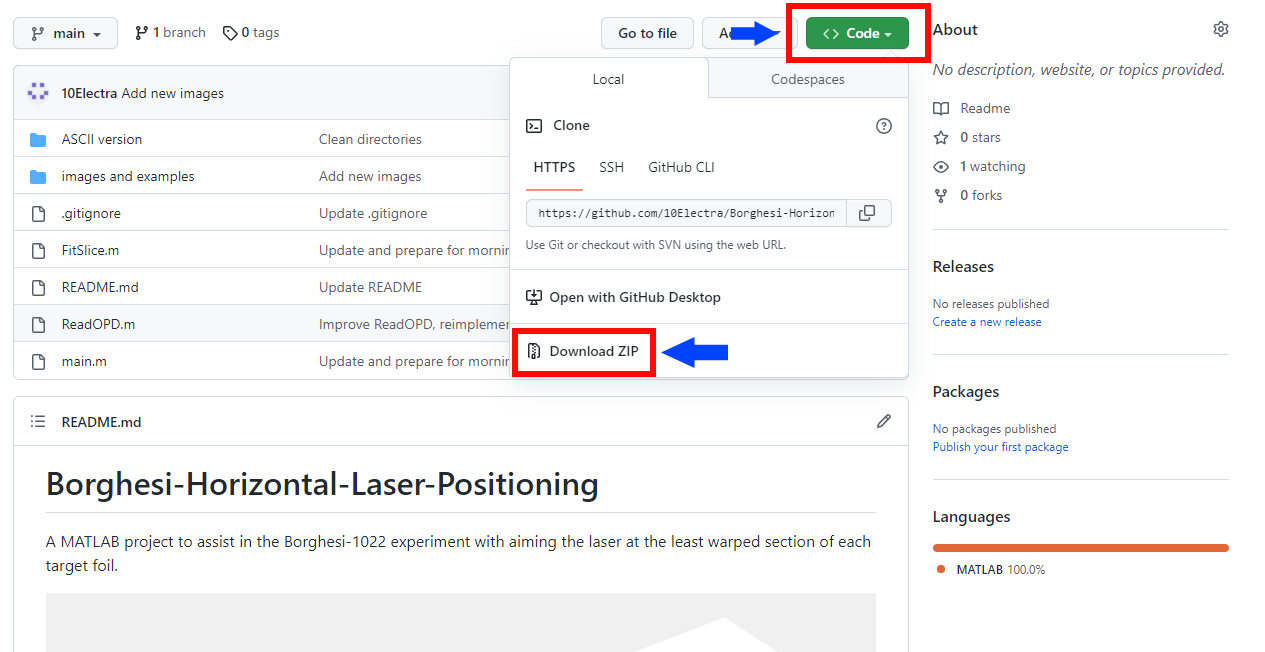 main
1 branch
0 tags
Go to file
Code
About
No description, website, or topics provided.
Readme
0 stars
1 watching
0 forks
10Electra Add new images
ASCII version Clean directories
images and examples Add new images
.gitignore Update .gitignore
FitSlice.m Update and prepare for mornin
README.md Update README
ReadOPD.m Improve ReadOPD, reimplemen
main.m Update and prepare for mornin
Local
Codespaces
Clone
HTTPS SSH GitHub CLI
https://github.com/10Electra/Borghesi-Horizon
Use Git or checkout with SVN using the web URL.
Open with GitHub Desktop
Download ZIP
Releases
No releases published
Create a new release
Packages
No packages published
Publish your first package
Languages
MATLAB 100.0%
README.md
Borghesi-Horizontal-Laser-Positioning
A MATLAB project to assist in the Borghesi-1022 experiment with aiming the laser at the least warped section of each
target foil.